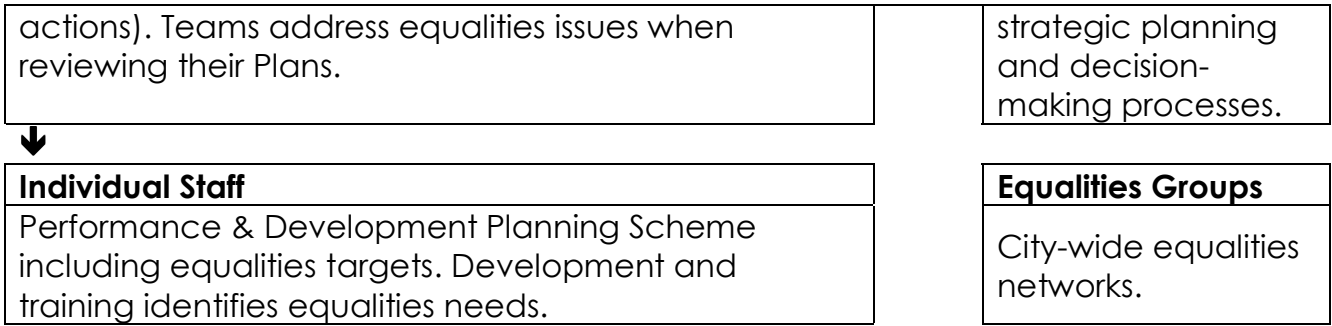 actions). Teams address equalities issues when
reviewing their Plans.
strategic planning
and decision-
making processes.
Individual Staff
Performance & Development Planning Scheme
including equalities targets. Development and
training identifies equalities needs.
Equalities Groups
City-wide equalities
networks.